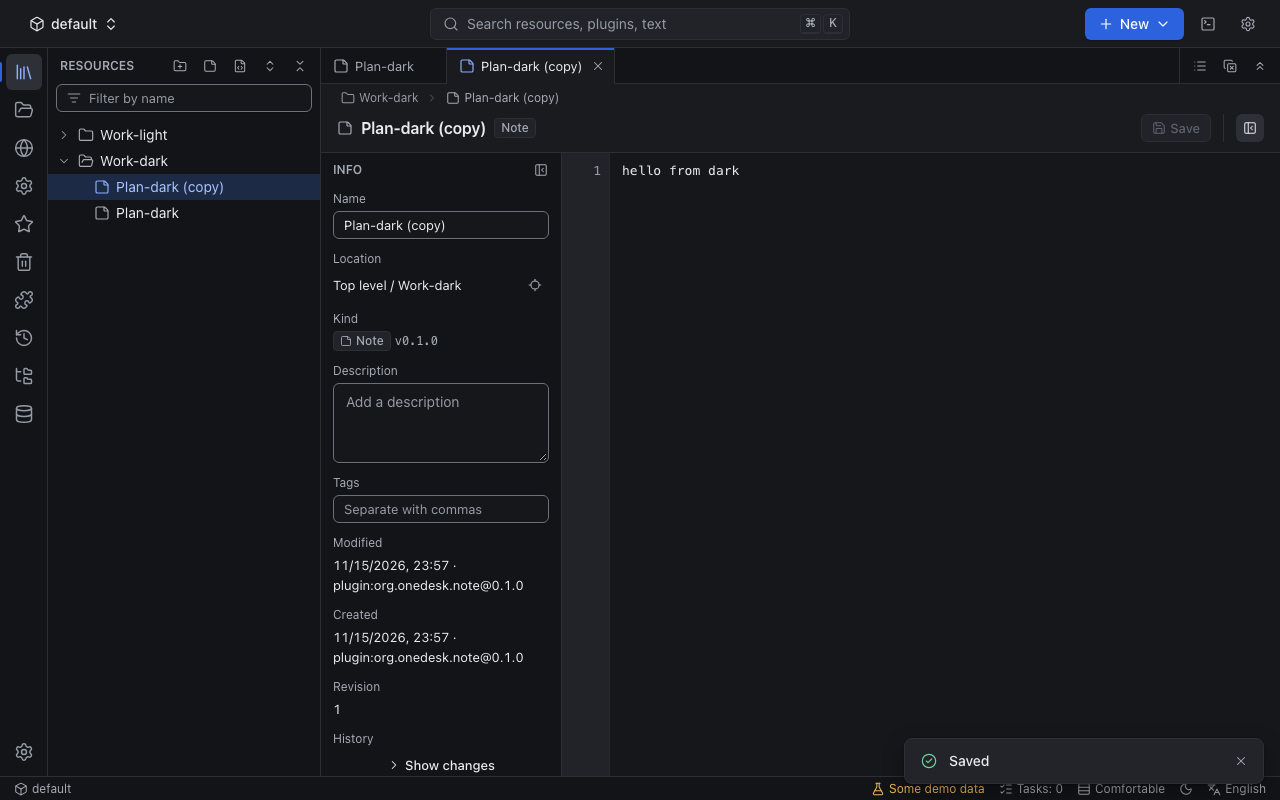 default
Search resources, plugins, text
⌘ K
New
RESOURCES
Filter by name
Work-light
Work-dark
Plan-dark (copy)
Plan-dark
Plan-dark
Plan-dark (copy)
Work-dark
Plan-dark (copy)
Plan-dark (copy)
Note
Save
INFO
Name
Plan-dark (copy)
Location
Top level / Work-dark
Kind
Note v0.1.0
Description
Add a description
Tags
Separate with commas
Modified
11/15/2026, 23:57 ·
plugin:org.onedesk.note@0.1.0
Created
11/15/2026, 23:57 ·
plugin:org.onedesk.note@0.1.0
Revision
1
History
Show changes
1
hello from dark
Saved
default
Some demo data
Tasks: 0
Comfortable
English